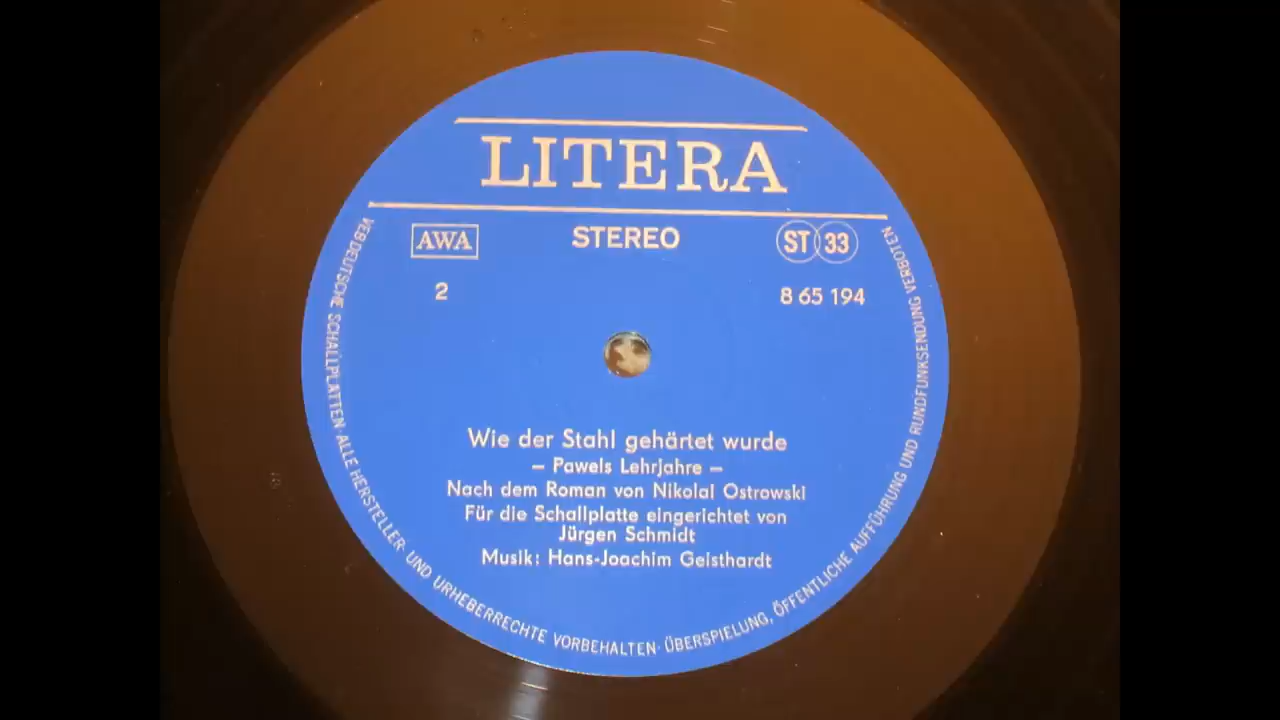 LITERA
AWA STEREO ST 33
2 8 65 194
Wie der Stahl gehärtet wurde
– Pawels Lehrjahre –
Nach dem Roman von Nikolai Ostrowski
Für die Schallplatte eingerichtet von
Jürgen Schmidt
Musik: Hans-Joachim Geisthardt
VEB DEUTSCHE SCHALLPLATTEN · ALLE HERSTELLER- UND URHEBERRECHTE VORBEHALTEN · ÜBERSPIELUNG, ÖFFENTLICHE AUFFÜHRUNG UND RUNDFUNKSENDUNG VERBOTEN